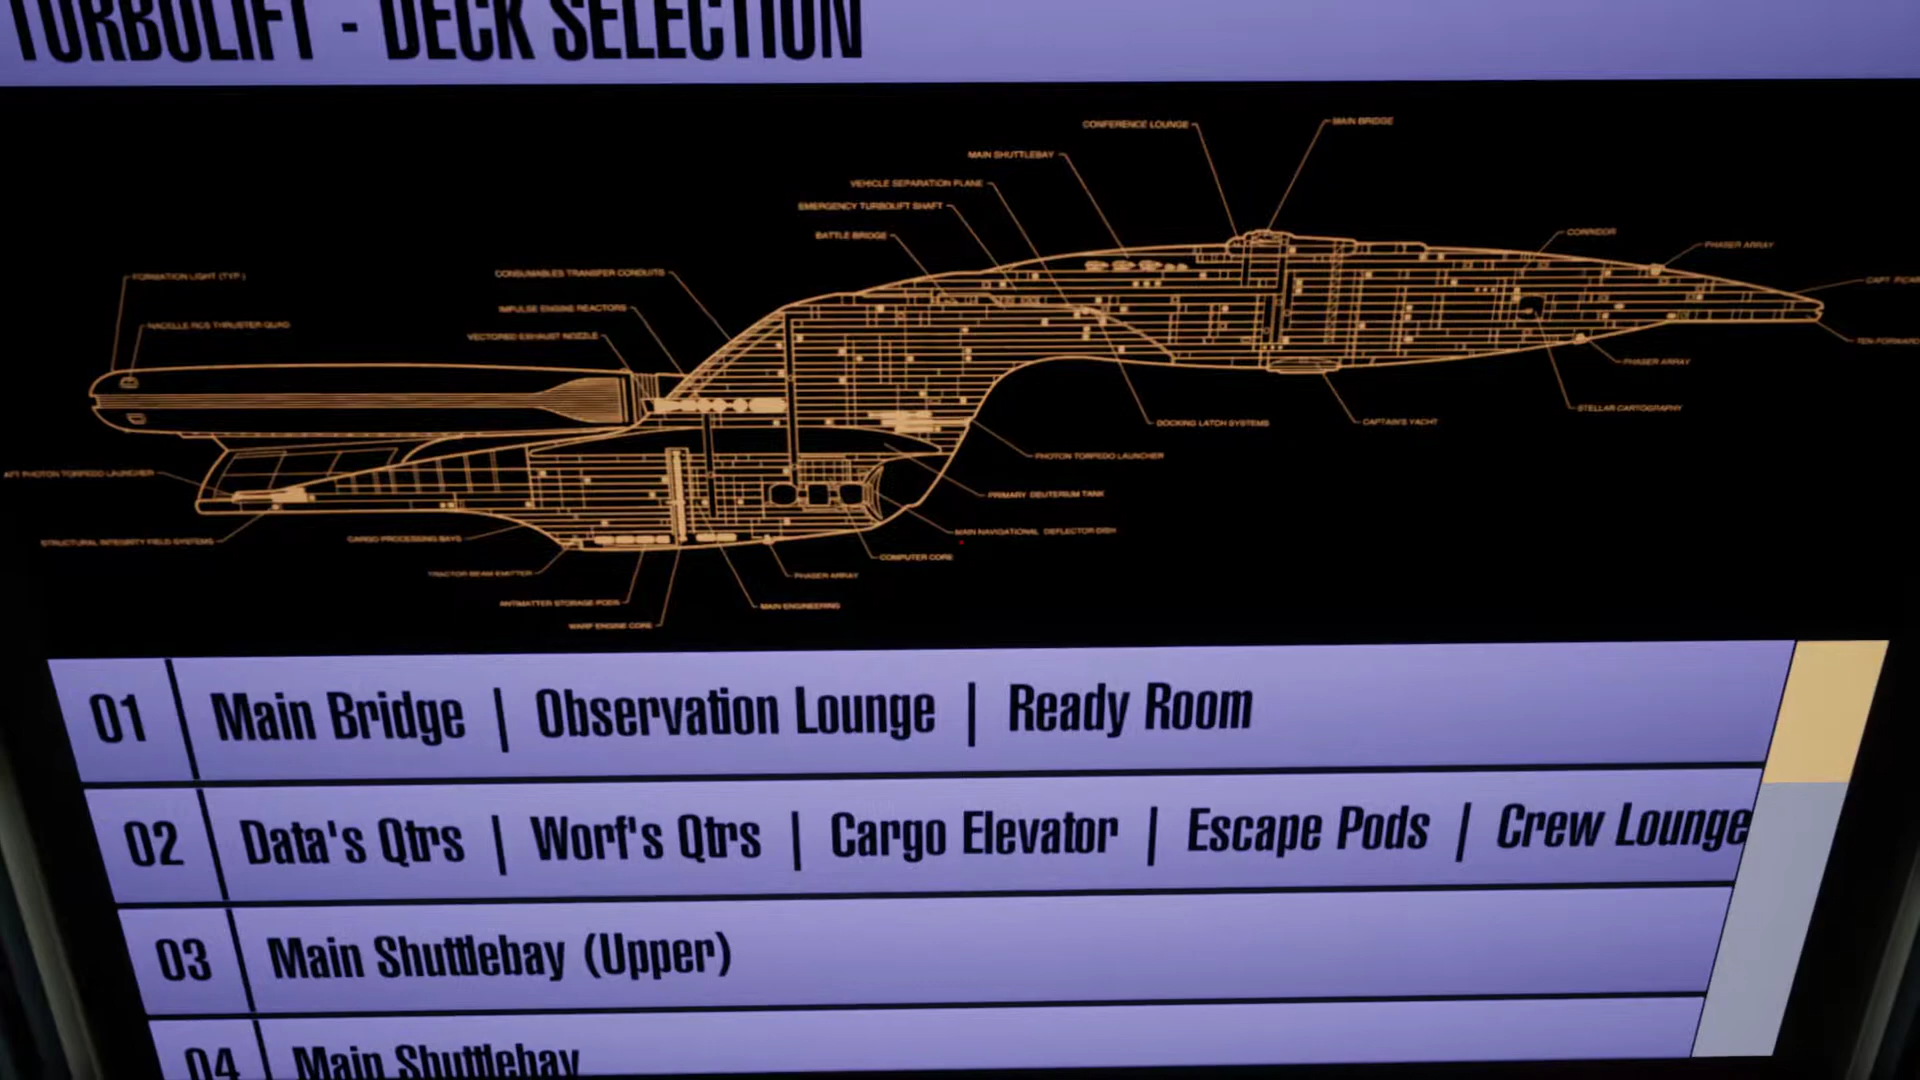 TURBOLIFT - DECK SELECTION
CONFERENCE LOUNGE
MAIN BRIDGE
MAIN SHUTTLEBAY
VEHICLE SEPARATION PLANE
EMERGENCY TURBOLIFT SHAFT
BATTLE BRIDGE
CORRIDOR
PHASER ARRAY
CONSUMABLES TRANSFER CONDUITS
FORMATION LIGHT (TYP.)
CAPT.
IMPULSE ENGINE REACTORS
NACELLE RCS THRUSTER QUAD
VECTORED EXHAUST NOZZLE
TEN-FORWARD
PHASER ARRAY
STELLAR CARTOGRAPHY
DOCKING LATCH SYSTEMS
CAPTAIN'S YACHT
PHOTON TORPEDO LAUNCHER
AFT PHOTON TORPEDO LAUNCHER
PRIMARY DEUTERIUM TANK
MAIN NAVIGATIONAL DEFLECTOR DISH
STRUCTURAL INTEGRITY FIELD SYSTEMS
CARGO PROCESSING BAYS
COMPUTER CORE
TRACTOR BEAM EMITTER
PHASER ARRAY
ANTIMATTER STORAGE PODS
MAIN ENGINEERING
WARP ENGINE CORE
01 Main Bridge | Observation Lounge | Ready Room
02 Data's Qtrs | Worf's Qtrs | Cargo Elevator | Escape Pods | Crew Lounge
03 Main Shuttlebay (Upper)
04 Main Shuttlebay